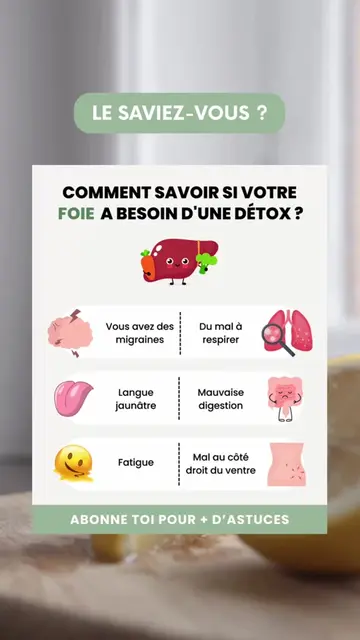 LE SAVIEZ-VOUS ?
COMMENT SAVOIR SI VOTRE
FOIE A BESOIN D'UNE DÉTOX ?
Vous avez des
migraines
Du mal à
respirer
Langue
jaunâtre
Mauvaise
digestion
Fatigue
Mal au côté
droit du ventre
ABONNE TOI POUR + D'ASTUCES